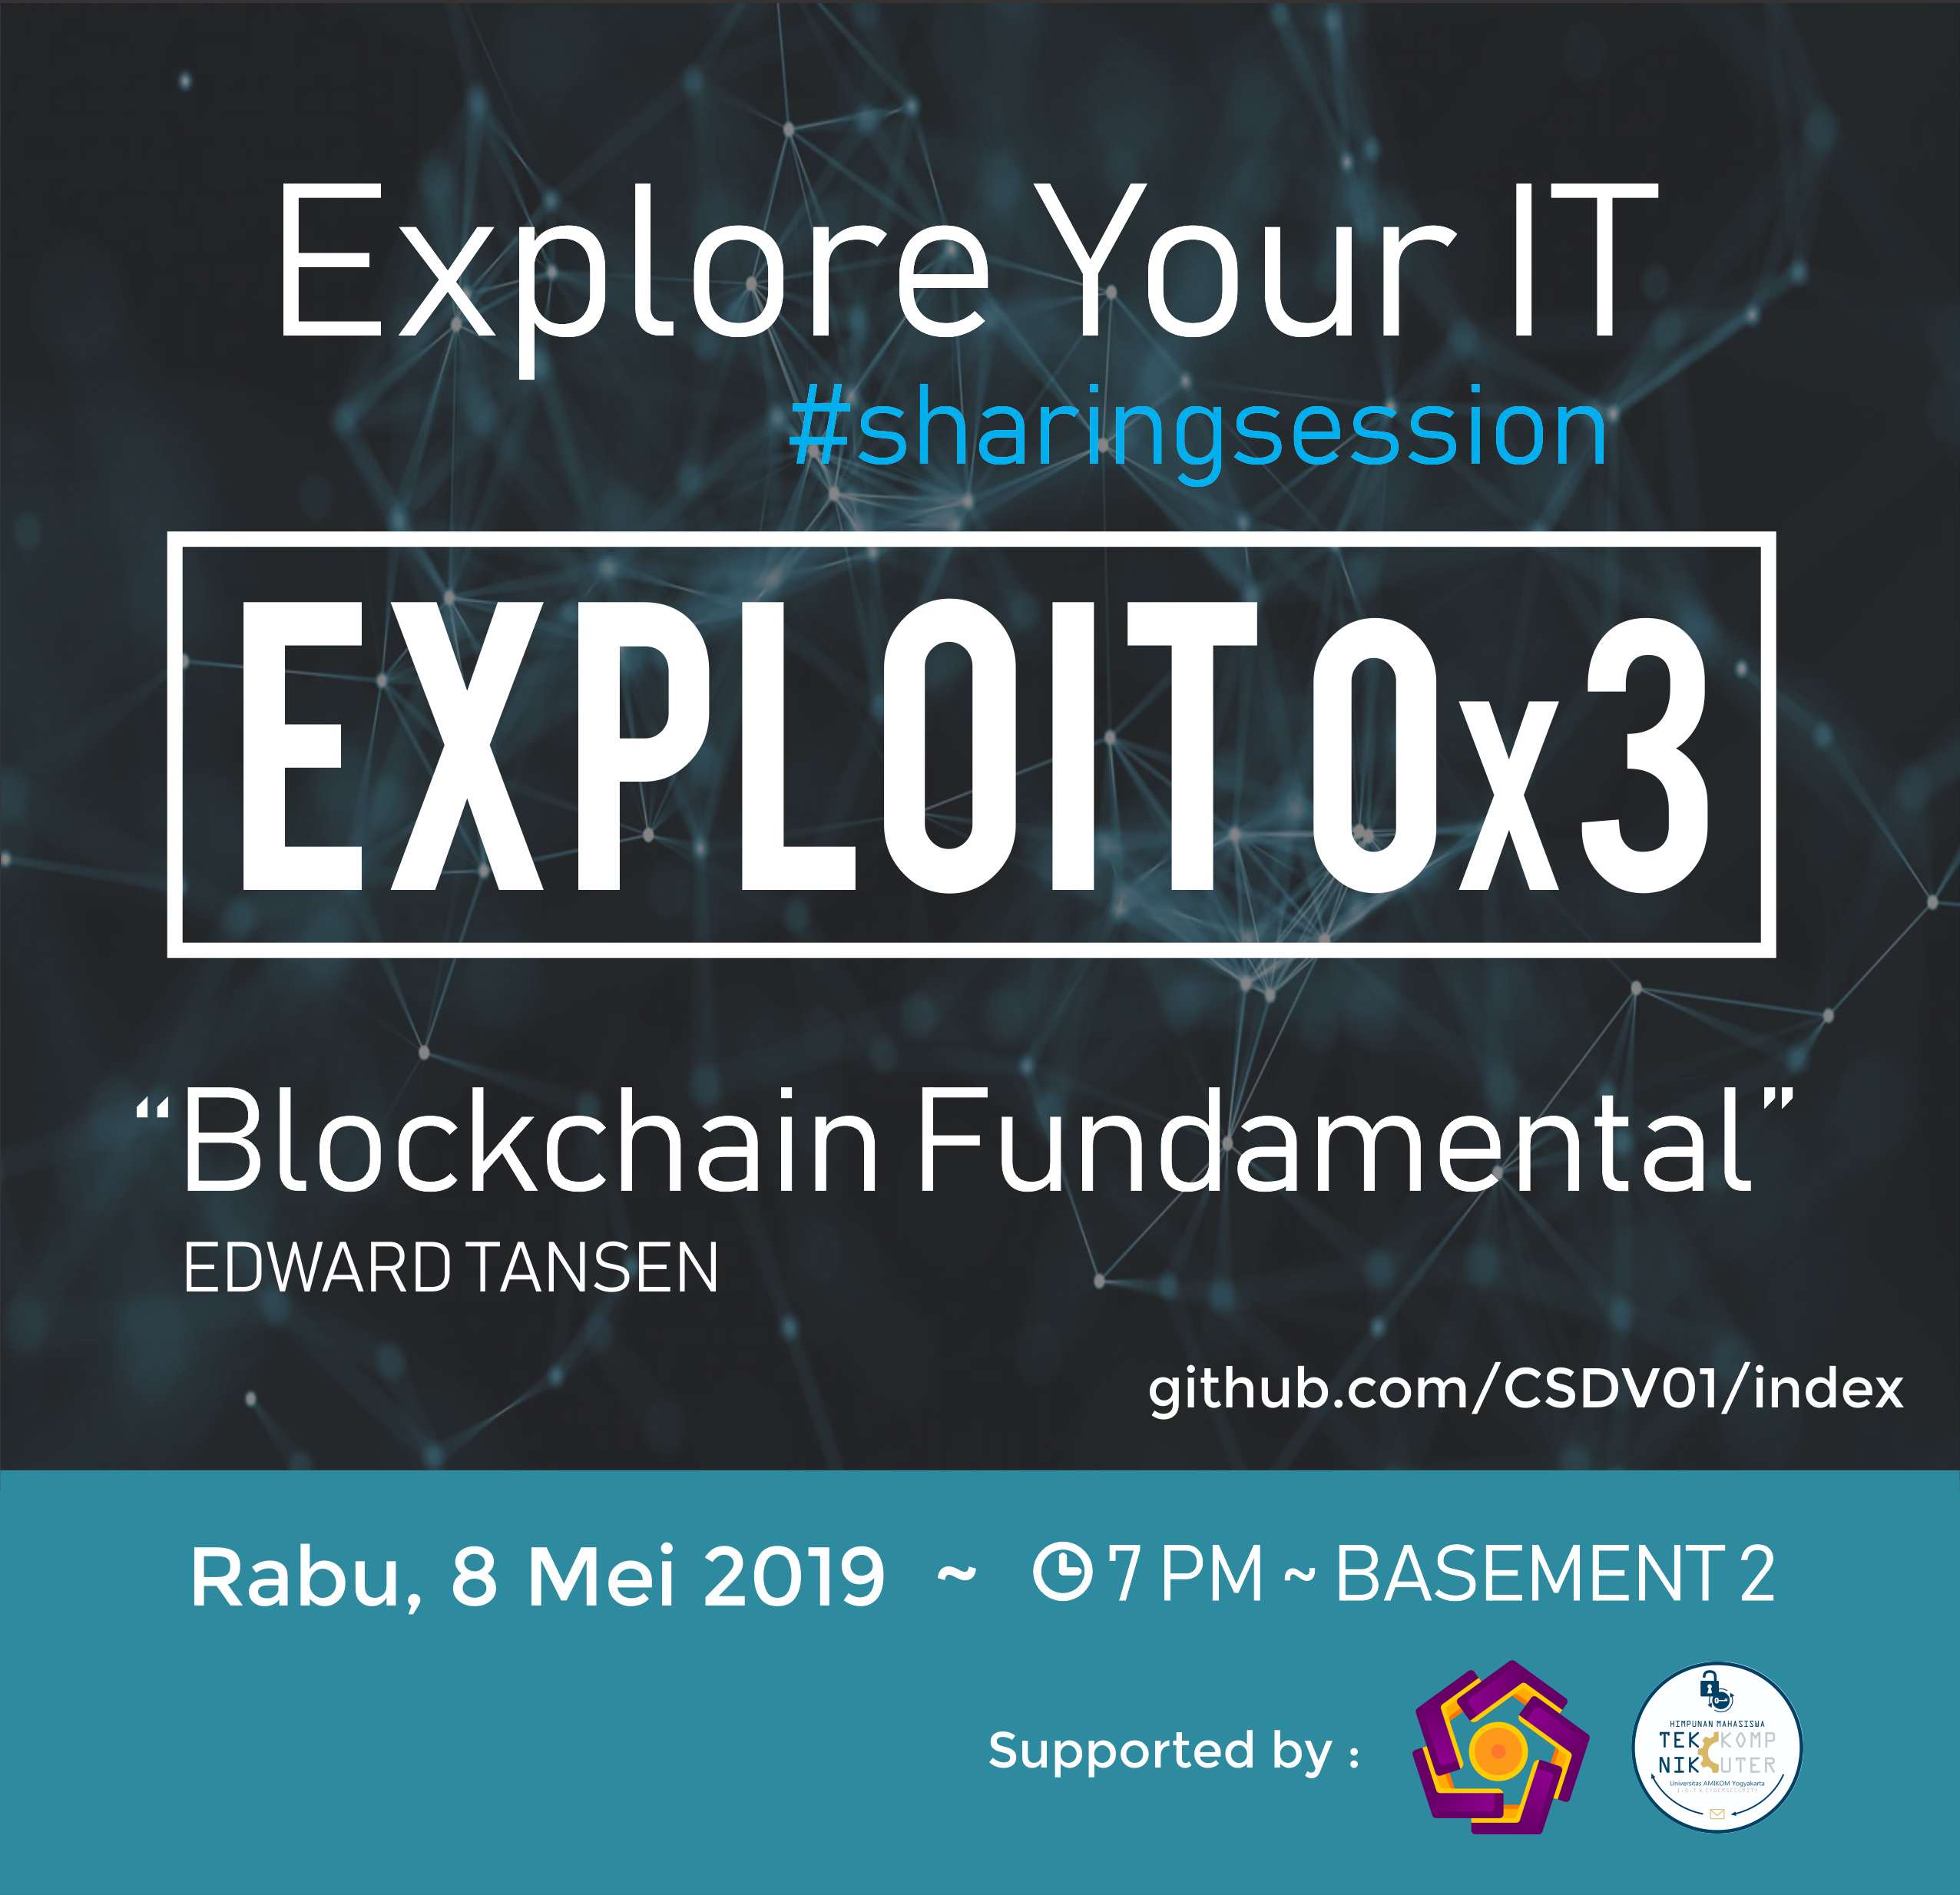 Explore Your IT
#sharingsession
EXPLOIT 0x3
“Blockchain Fundamental”
EDWARD TANSEN
github.com/CSDV01/index
Rabu, 8 Mei 2019 ~ 7 PM ~ BASEMENT 2
Supported by :
HIMPUNAN MAHASISWA
TEK KOMP
NIK UTER
Universitas AMIKOM Yogyakarta